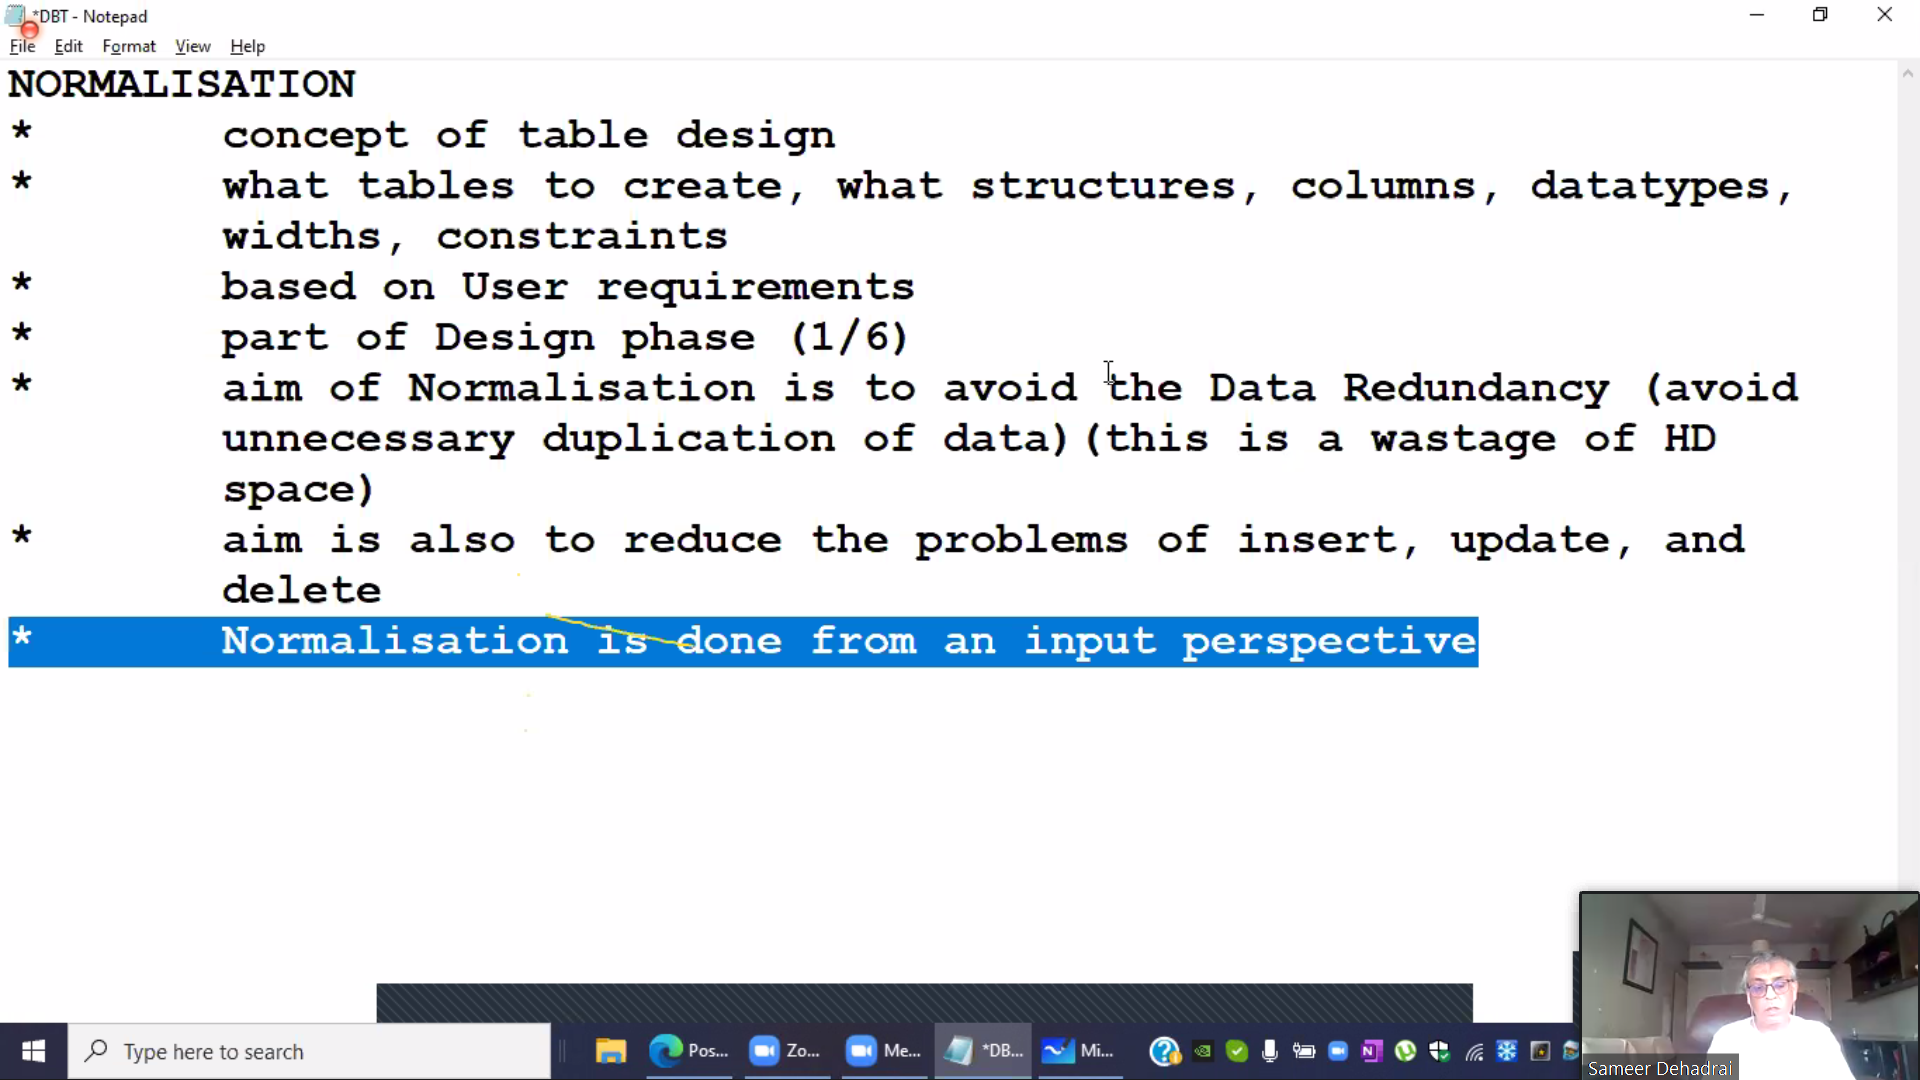 *DBT - Notepad
File Edit Format View Help
NORMALISATION
* concept of table design
* what tables to create, what structures, columns, datatypes,
widths, constraints
* based on User requirements
* part of Design phase (1/6)
* aim of Normalisation is to avoid the Data Redundancy (avoid
unnecessary duplication of data)(this is a wastage of HD
space)
* aim is also to reduce the problems of insert, update, and
delete
* Normalisation is done from an input perspective
Type here to search
Pos...
Zo...
Me...
*DB...
Mi...
Sameer Dehadrai